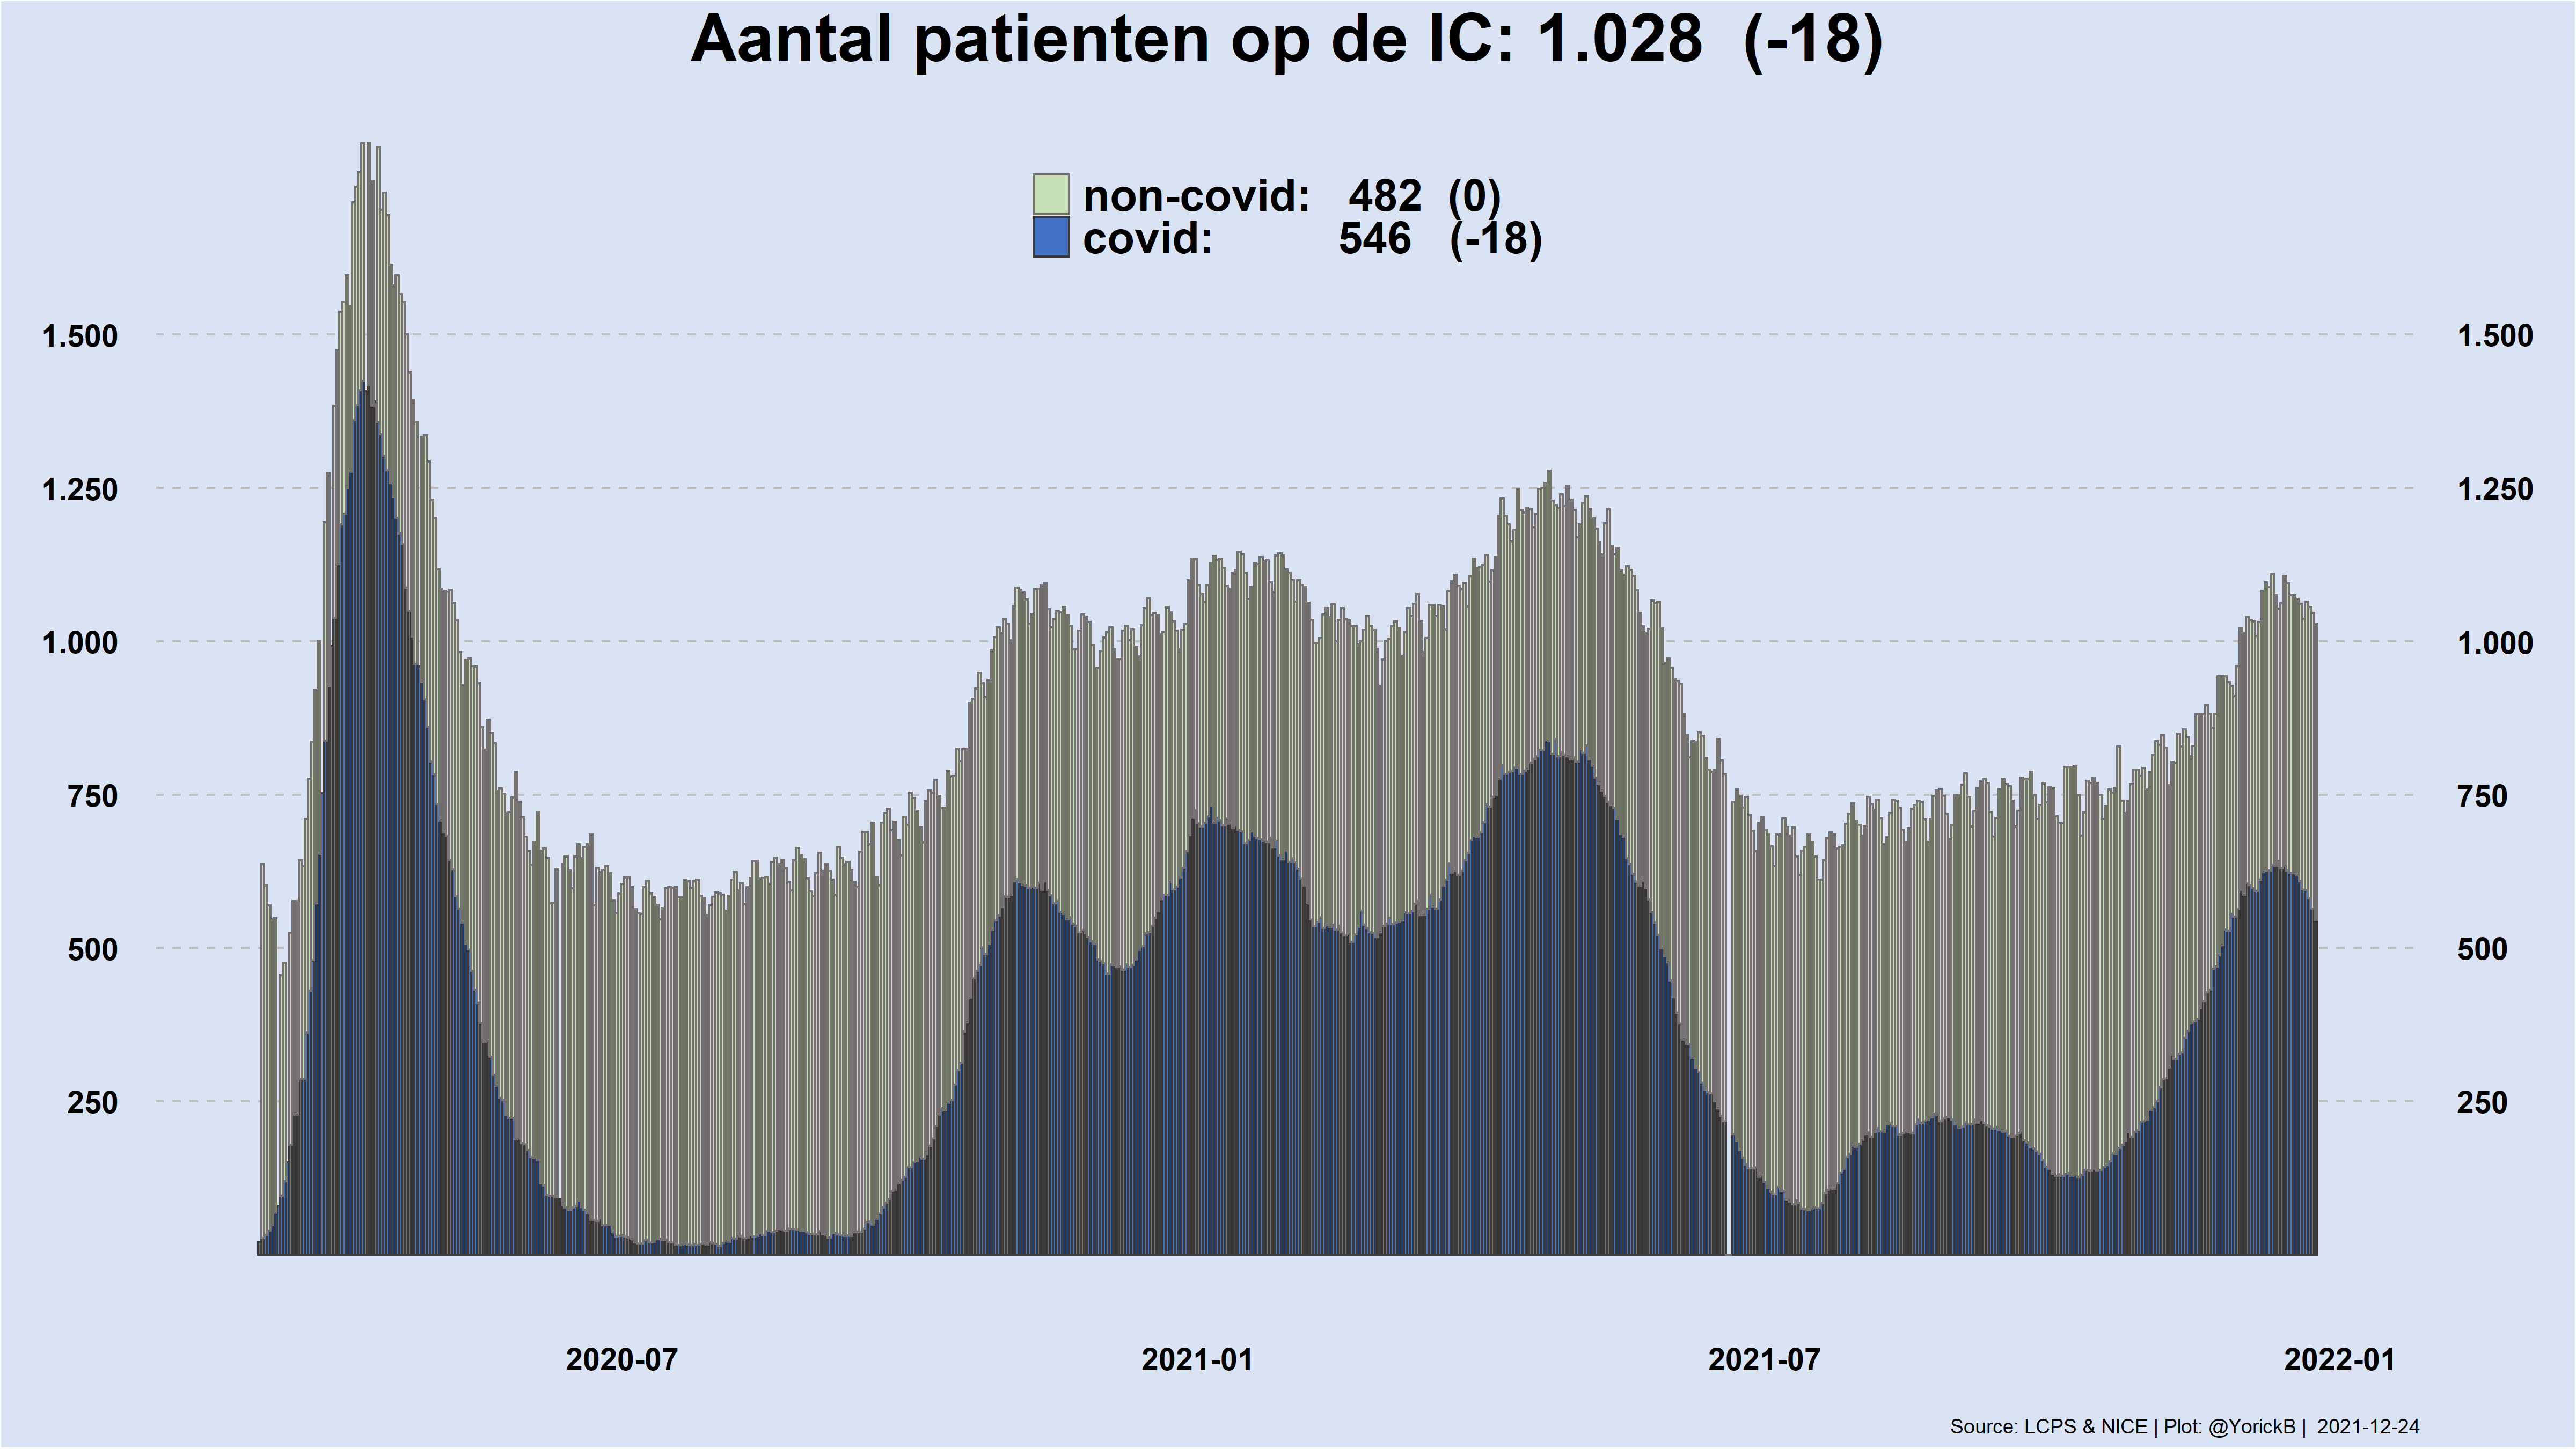 Aantal patienten op de IC: 1.028 (-18)
non-covid: 482 (0)
covid: 546 (-18)
1.500 1.500
1.250 1.250
1.000 1.000
750 750
500 500
250 250
2020-07 2021-01 2021-07 2022-01
Source: LCPS & NICE | Plot: @YorickB | 2021-12-24